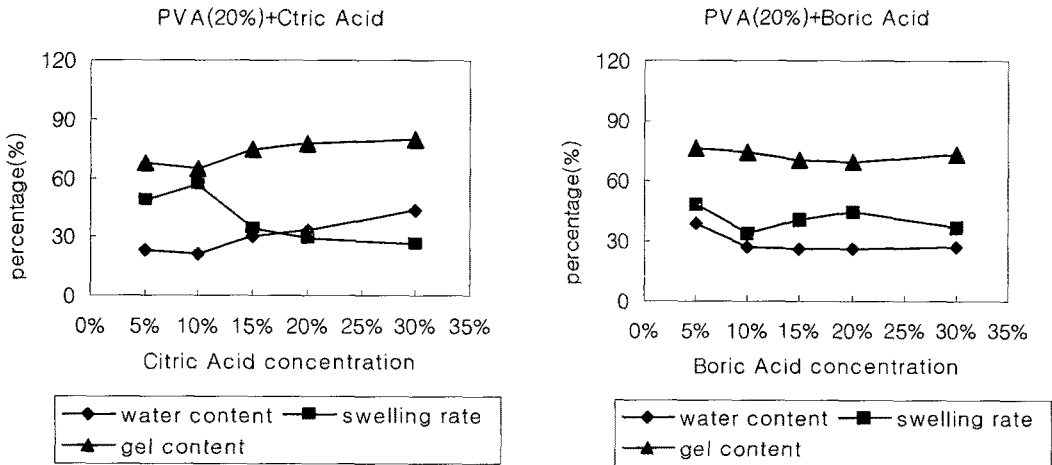 PVA(20%)+Ctric Acid
120
90
60
30
0
percentage(%)
0% 5% 10% 15% 20% 25% 30% 35%
Citric Acid concentration
water content swelling rate
gel content
PVA(20%)+Boric Acid
120
90
60
30
0
percentage(%)
0% 5% 10% 15% 20% 25% 30% 35%
Boric Acid concentration
water content swelling rate
gel content